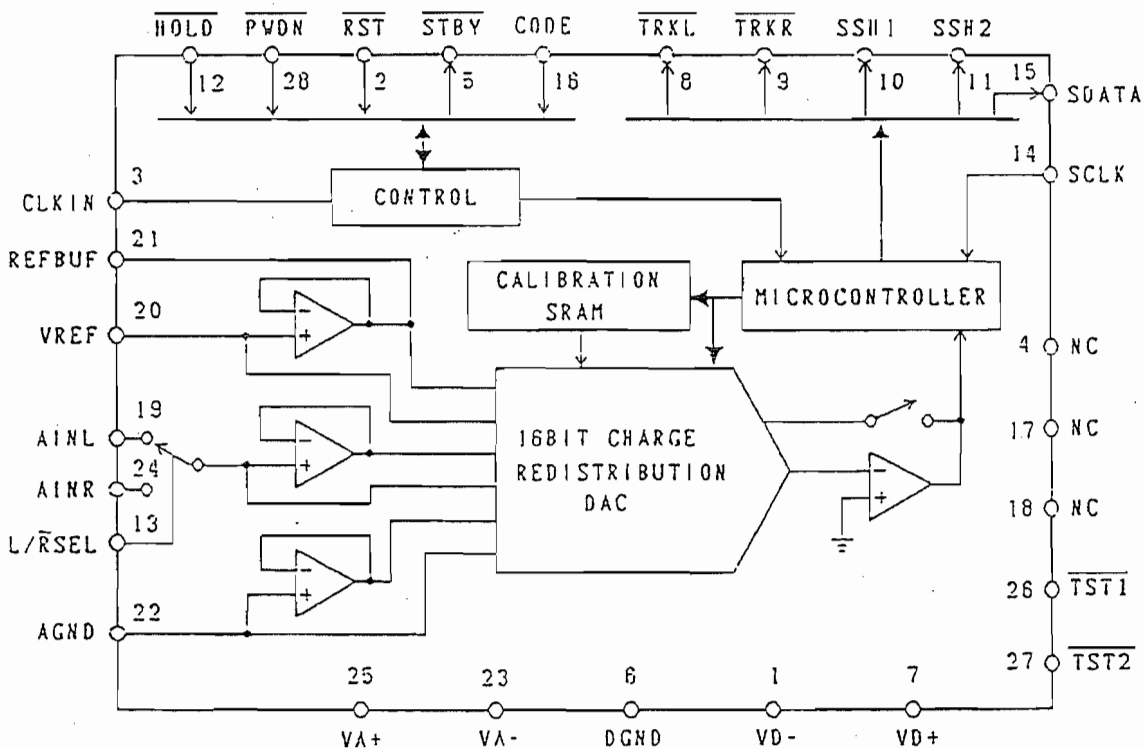 HOLD PWDN RST STBY CODE TRKL TRKR SSH1 SSH2
12 28 2 5 16 8 9 10 11 15
SDATA
14
SCLK
3
CLKIN
CONTROL
21
REFBUF
20
VREF
CALIBRATION
SRAM
MICROCONTROLLER
4 NC
19
AINL
24
AINR
13
L/R̅SEL
16BIT CHARGE
REDISTRIBUTION
DAC
17 NC
18 NC
22
AGND
26 TST1
27 TST2
25 23 6 1 7
VA+ VA- DGND VD- VD+